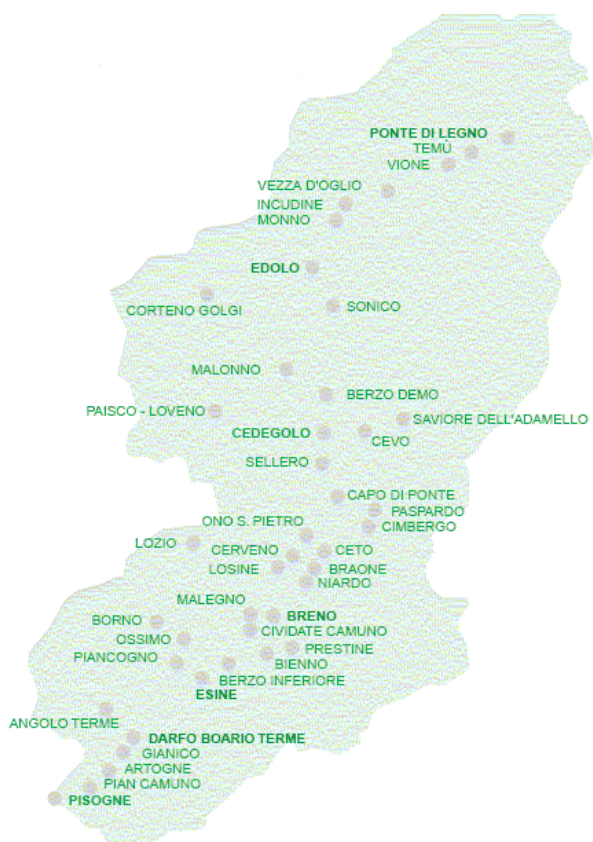 PONTE DI LEGNO
TEMÙ
VIONE
VEZZA D'OGLIO
INCUDINE
MONNO
EDOLO
CORTENO GOLGI
SONICO
MALONNO
BERZO DEMO
PAISCO - LOVENO
SAVIORE DELL'ADAMELLO
CEDEGOLO
CEVO
SELLERO
CAPO DI PONTE
PASPARDO
ONO S. PIETRO
CIMBERGO
LOZIO
CERVENO
CETO
LOSINE
BRAONE
NIARDO
MALEGNO
BRENO
BORNO
CIVIDATE CAMUNO
OSSIMO
PRESTINE
PIANCOGNO
BIENNO
BERZO INFERIORE
ESINE
ANGOLO TERME
DARFO BOARIO TERME
GIANICO
ARTOGNE
PIAN CAMUNO
PISOGNE